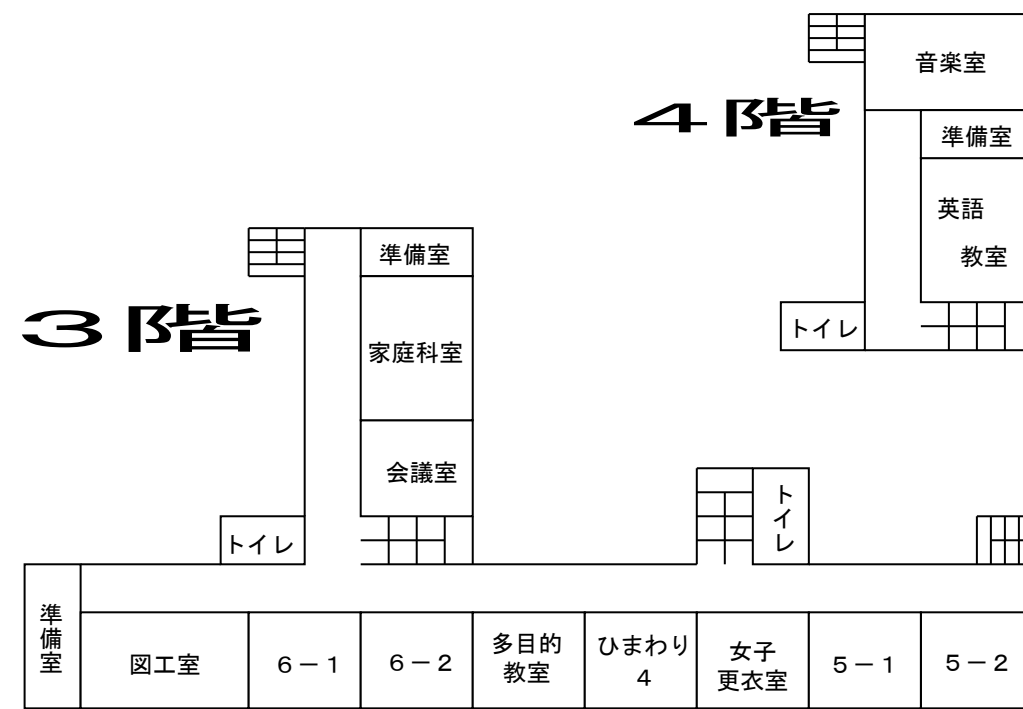 音楽室
４階
準備室
英語
教室
トイレ
準備室
３階
家庭科室
会議室
トイレ
トイレ
準備室
図工室
６－１
６－２
多目的
教室
ひまわり
４
女子
更衣室
５－１
５－２